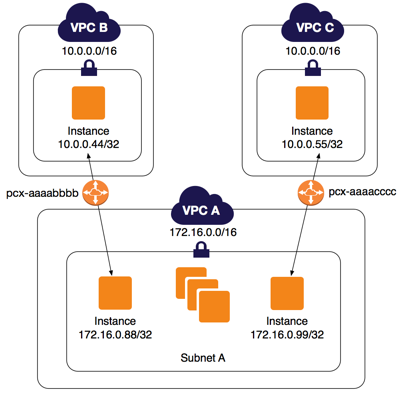 VPC B
10.0.0.0/16
Instance
10.0.0.44/32
VPC C
10.0.0.0/16
Instance
10.0.0.55/32
pcx-aaaabbbb
pcx-aaaacccc
VPC A
172.16.0.0/16
Instance
172.16.0.88/32
Instance
172.16.0.99/32
Subnet A